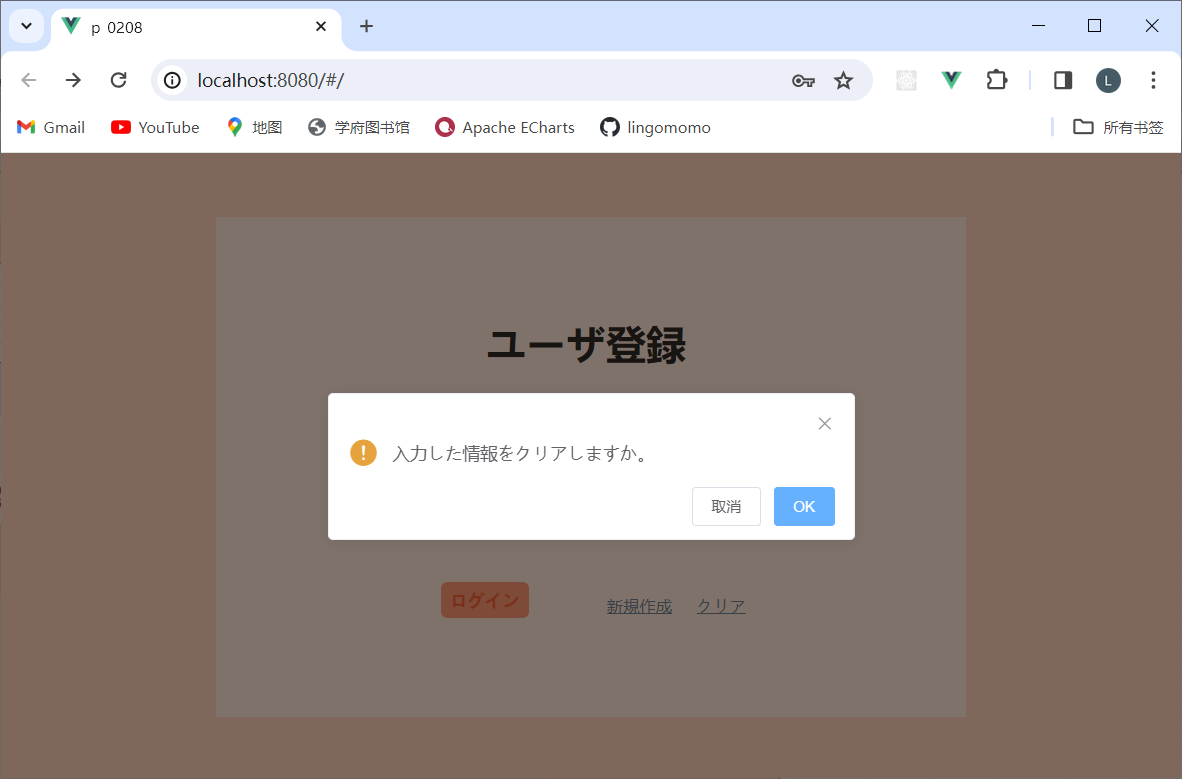 p_0208
localhost:8080/#/
L
Gmail YouTube 地图 学府图书馆 Apache ECharts lingomomo 所有书签
ユーザ登録
入力した情報をクリアしますか。
取消 OK
ログイン 新規作成 クリア